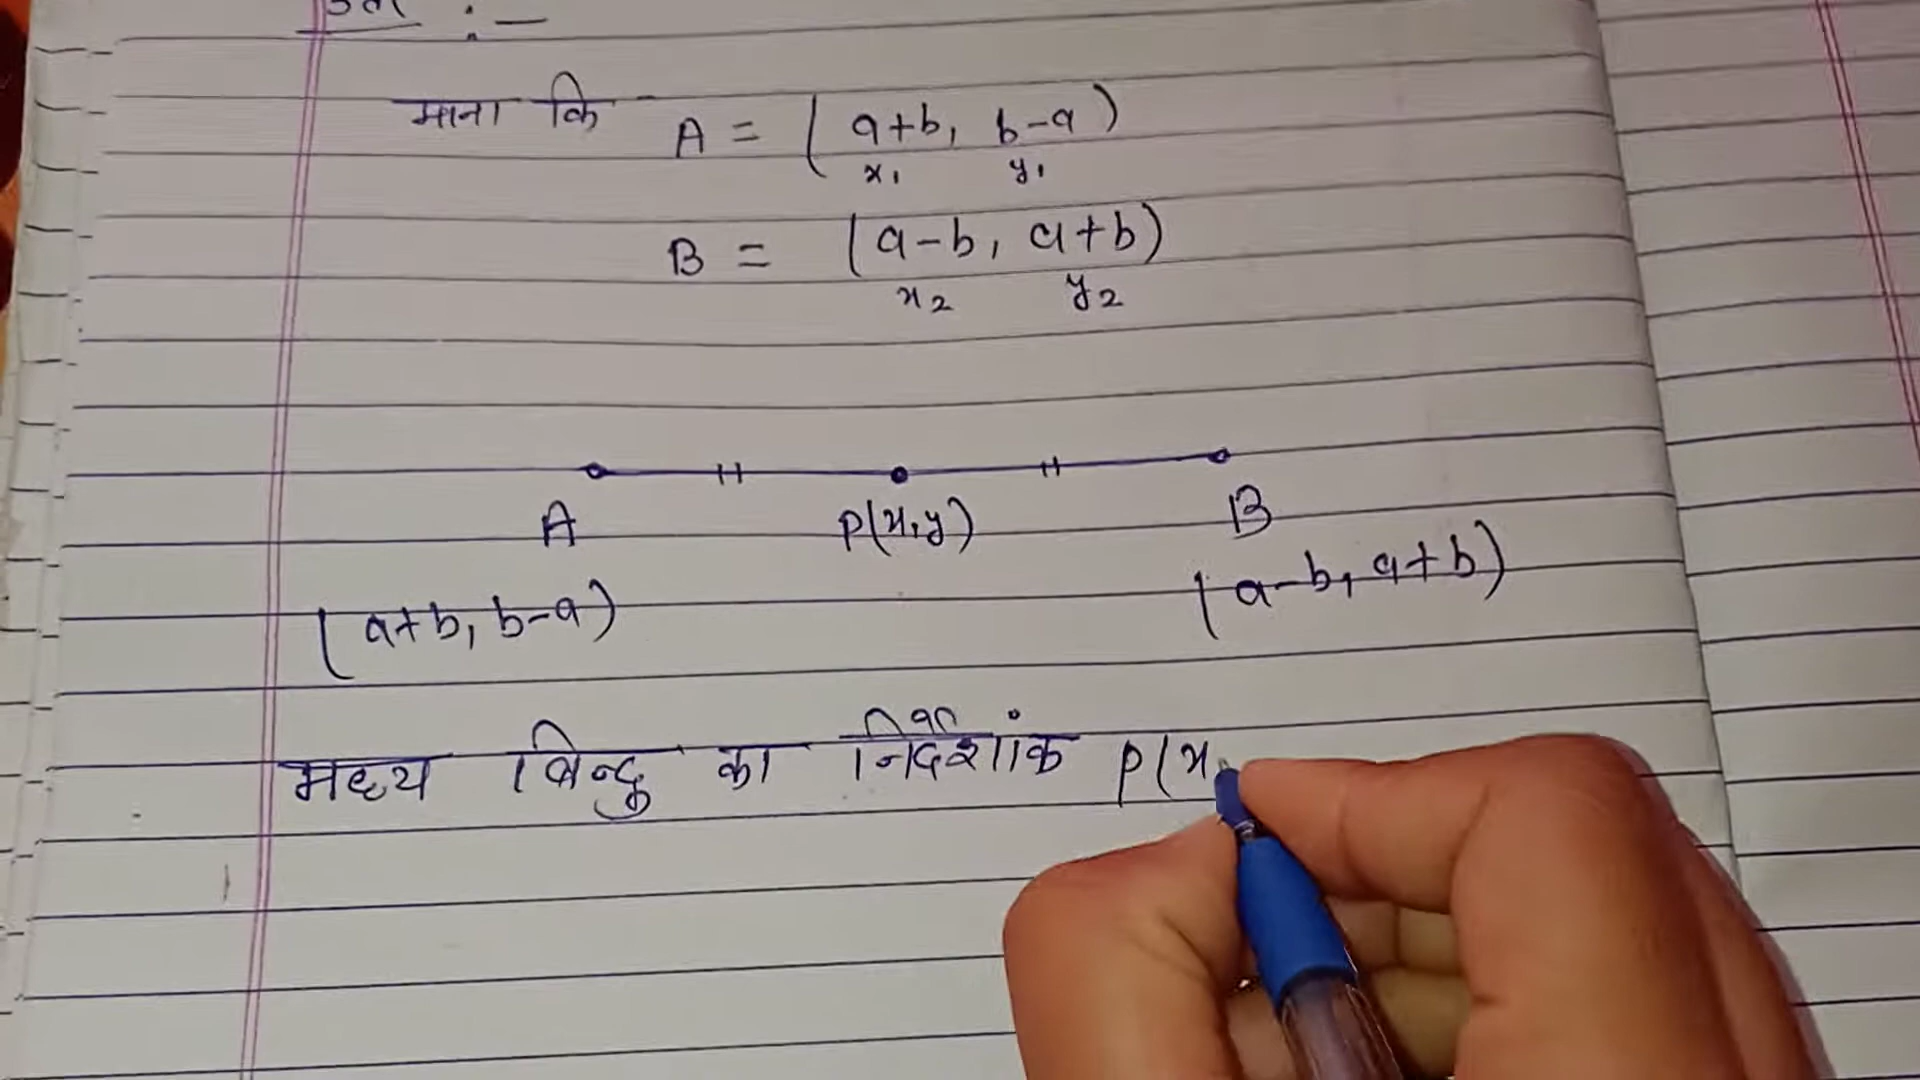 :-
माना कि A = (a+b, b-a)
x₁ y₁
B = (a-b, a+b)
x₂ y₂
A P(x,y) B
(a+b, b-a) (a-b, a+b)
मध्य बिन्दु का निर्देशांक P(x